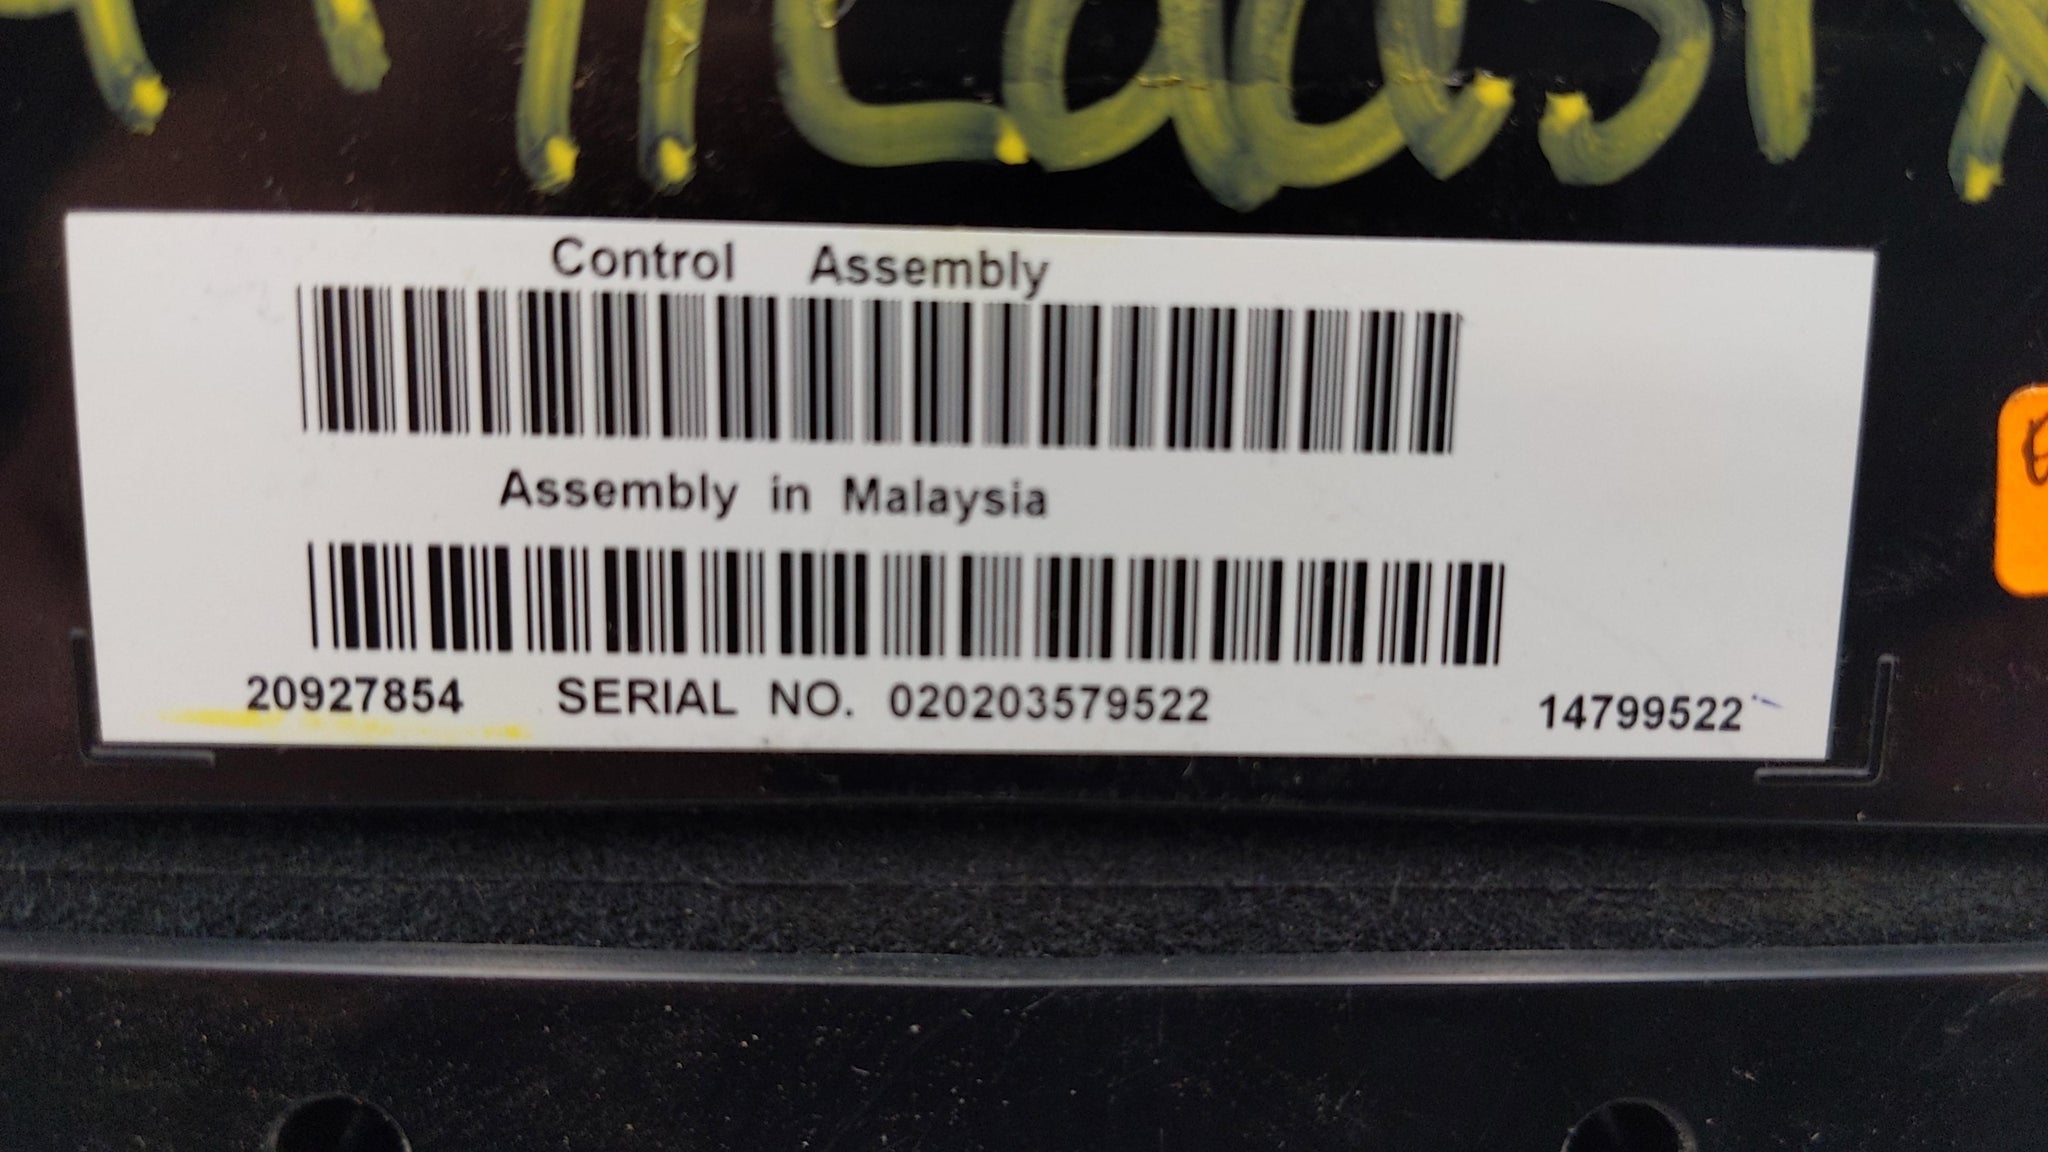 Control Assembly
Assembly in Malaysia
20927854 SERIAL NO. 020203579522 14799522